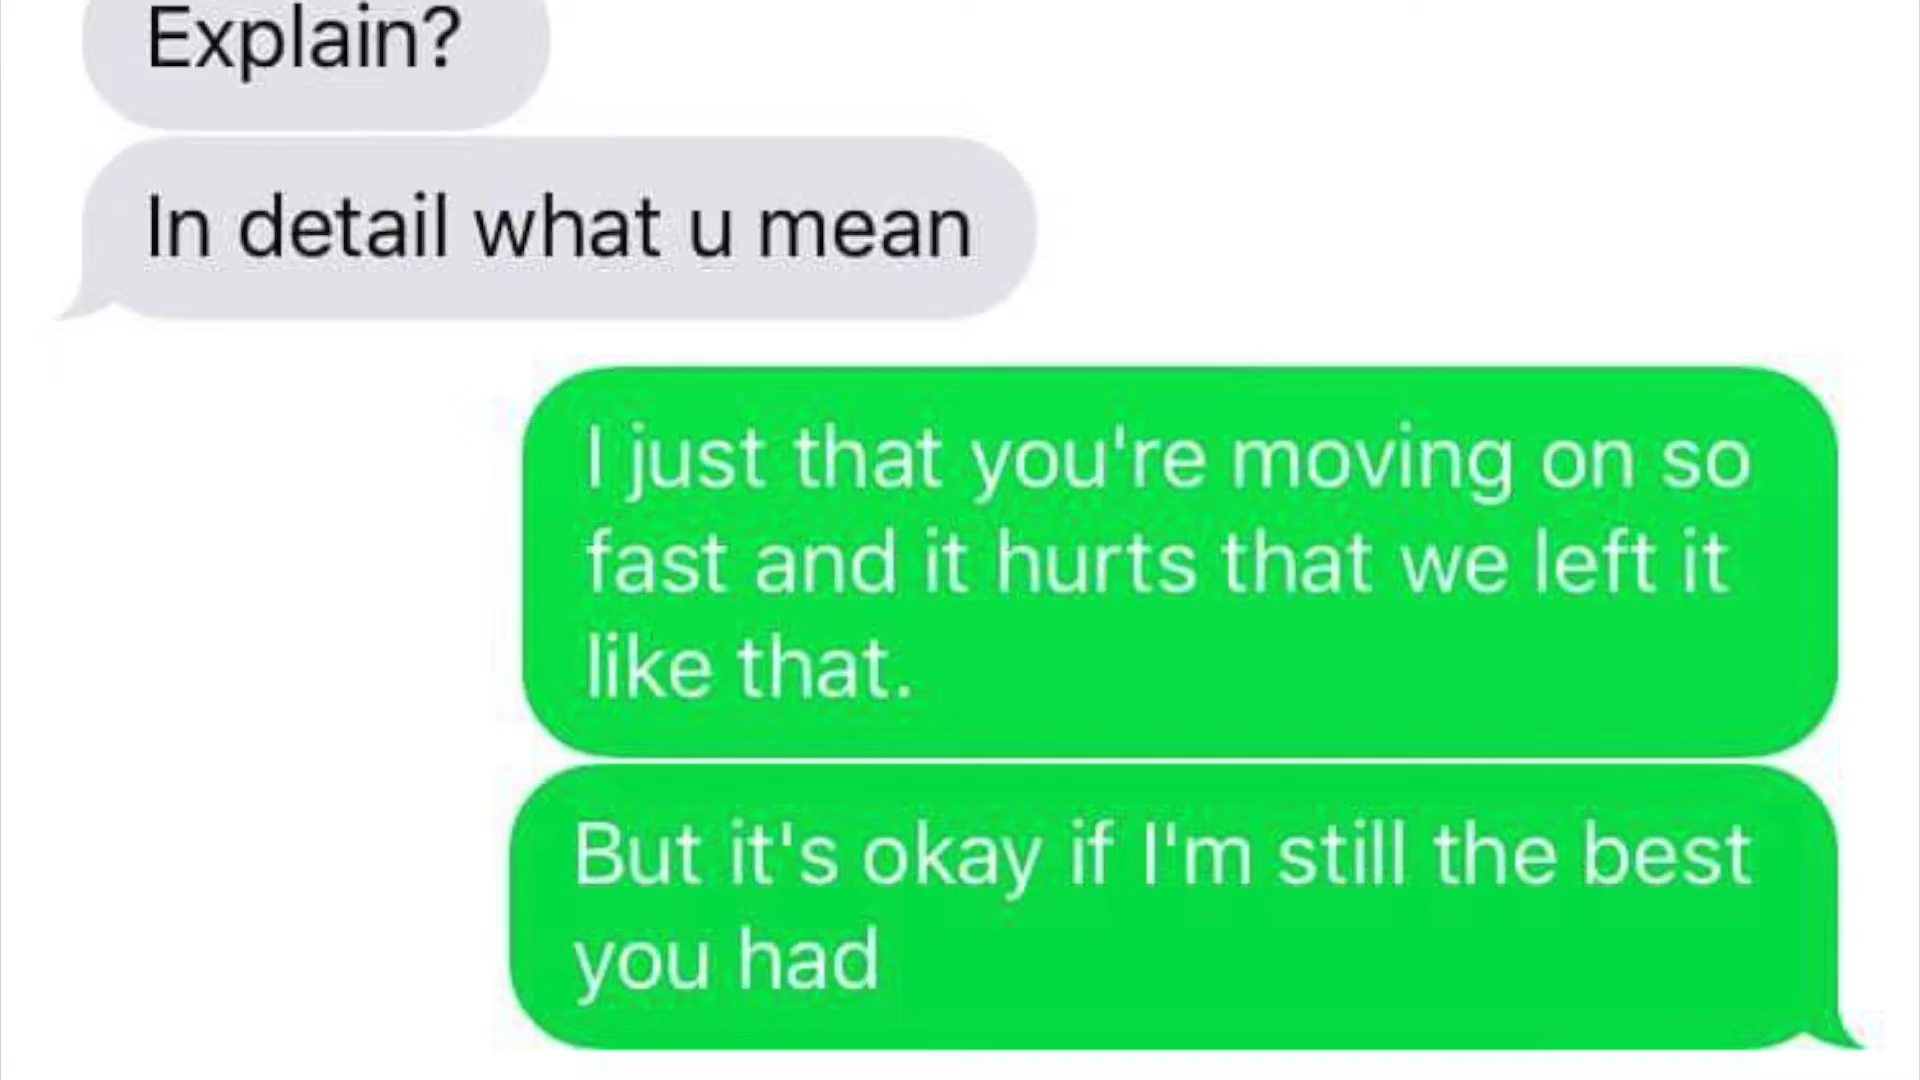 Explain?
In detail what u mean
I just that you're moving on so
fast and it hurts that we left it
like that.
But it's okay if I'm still the best
you had